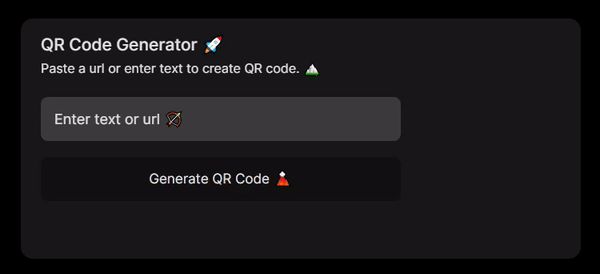 QR Code Generator 🚀
Paste a url or enter text to create QR code. ⛰️
Enter text or url 🏹
Generate QR Code 🌋